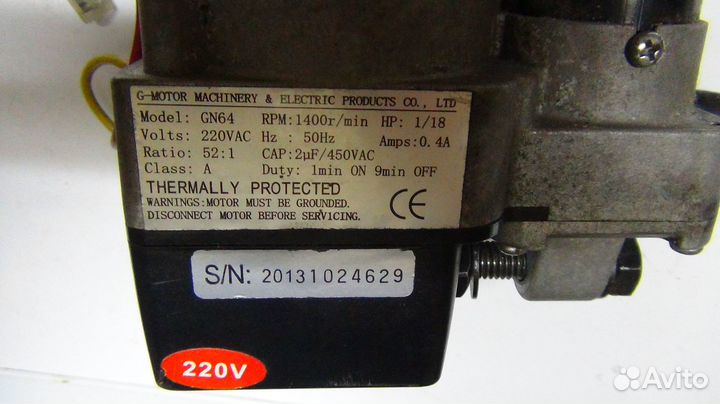 G-MOTOR MACHINERY & ELECTRIC PRODUCTS CO., LTD
Model: GN64 RPM:1400r/min HP: 1/18
Volts: 220VAC Hz : 50Hz Amps:0.4A
Ratio: 52:1 CAP:2μF/450VAC
Class: A Duty: 1min ON 9min OFF
THERMALLY PROTECTED
WARNINGS:MOTOR MUST BE GROUNDED.
DISCONNECT MOTOR BEFORE SERVICING.
CE
S/N: 20131024629
220V
Avito